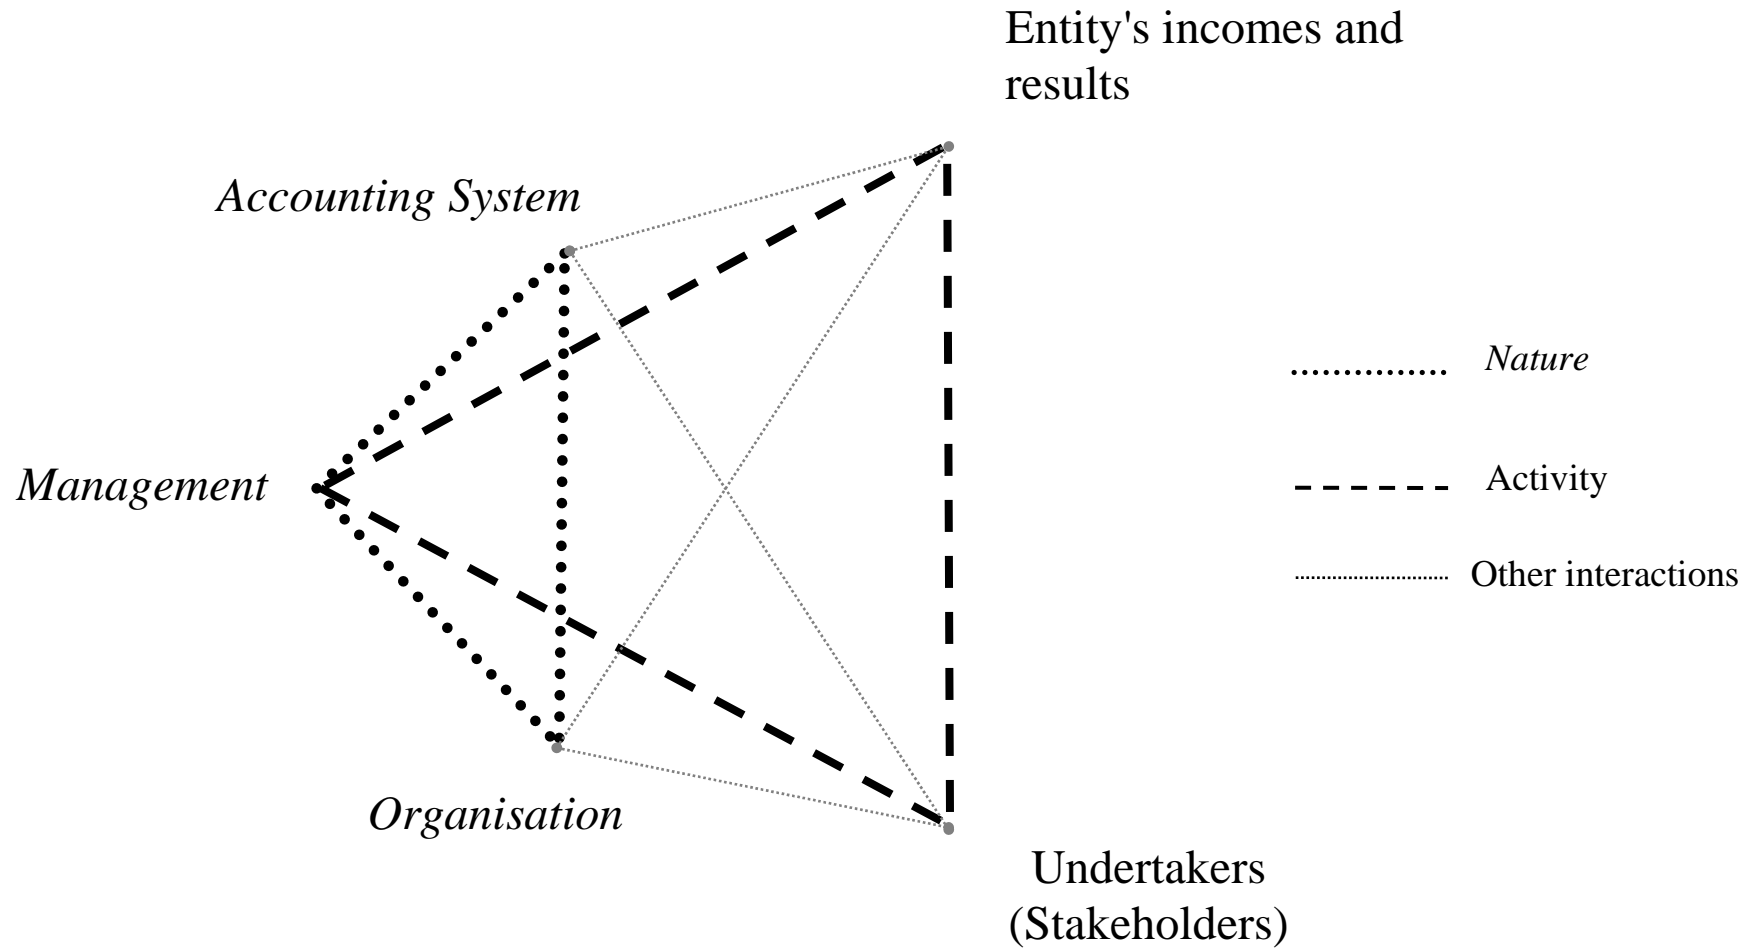 Entity's incomes and
results
Accounting System
Management
Organisation
Undertakers
(Stakeholders)
Nature
Activity
Other interactions